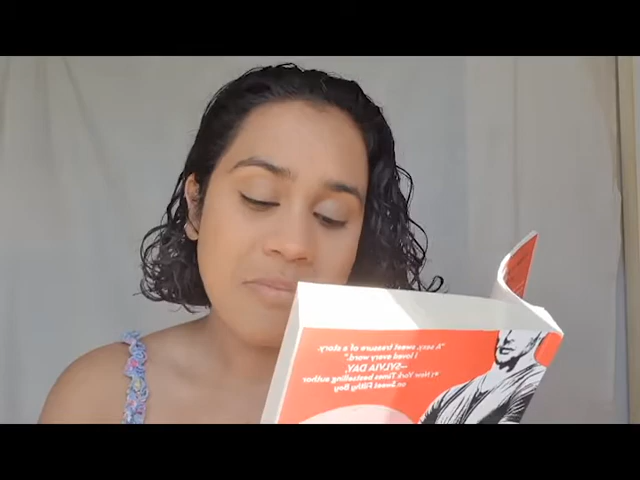 "A sexy, sweet treasure of a story.
I loved every word."
—SYLVIA DAY,
#1 New York Times bestselling author
on Sweet Filthy Boy